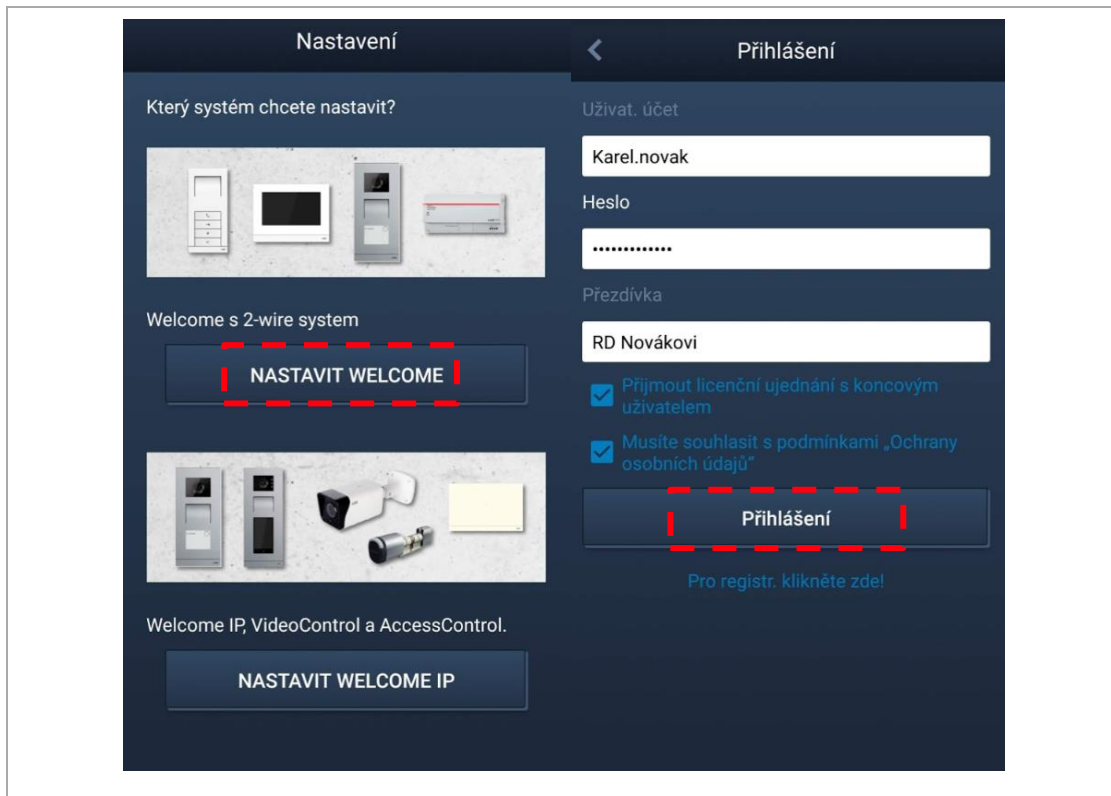 Nastavení
Který systém chcete nastavit?
Welcome s 2-wire system
NASTAVIT WELCOME
Welcome IP, VideoControl a AccessControl.
NASTAVIT WELCOME IP
Přihlášení
Uživat. účet
Karel.novak
Heslo
•••••••••••••
Přezdívka
RD Novákovi
Přijmout licenční ujednání s koncovým
uživatelem
Musíte souhlasit s podmínkami „Ochrany
osobních údajů“
Přihlášení
Pro registr. klikněte zde!